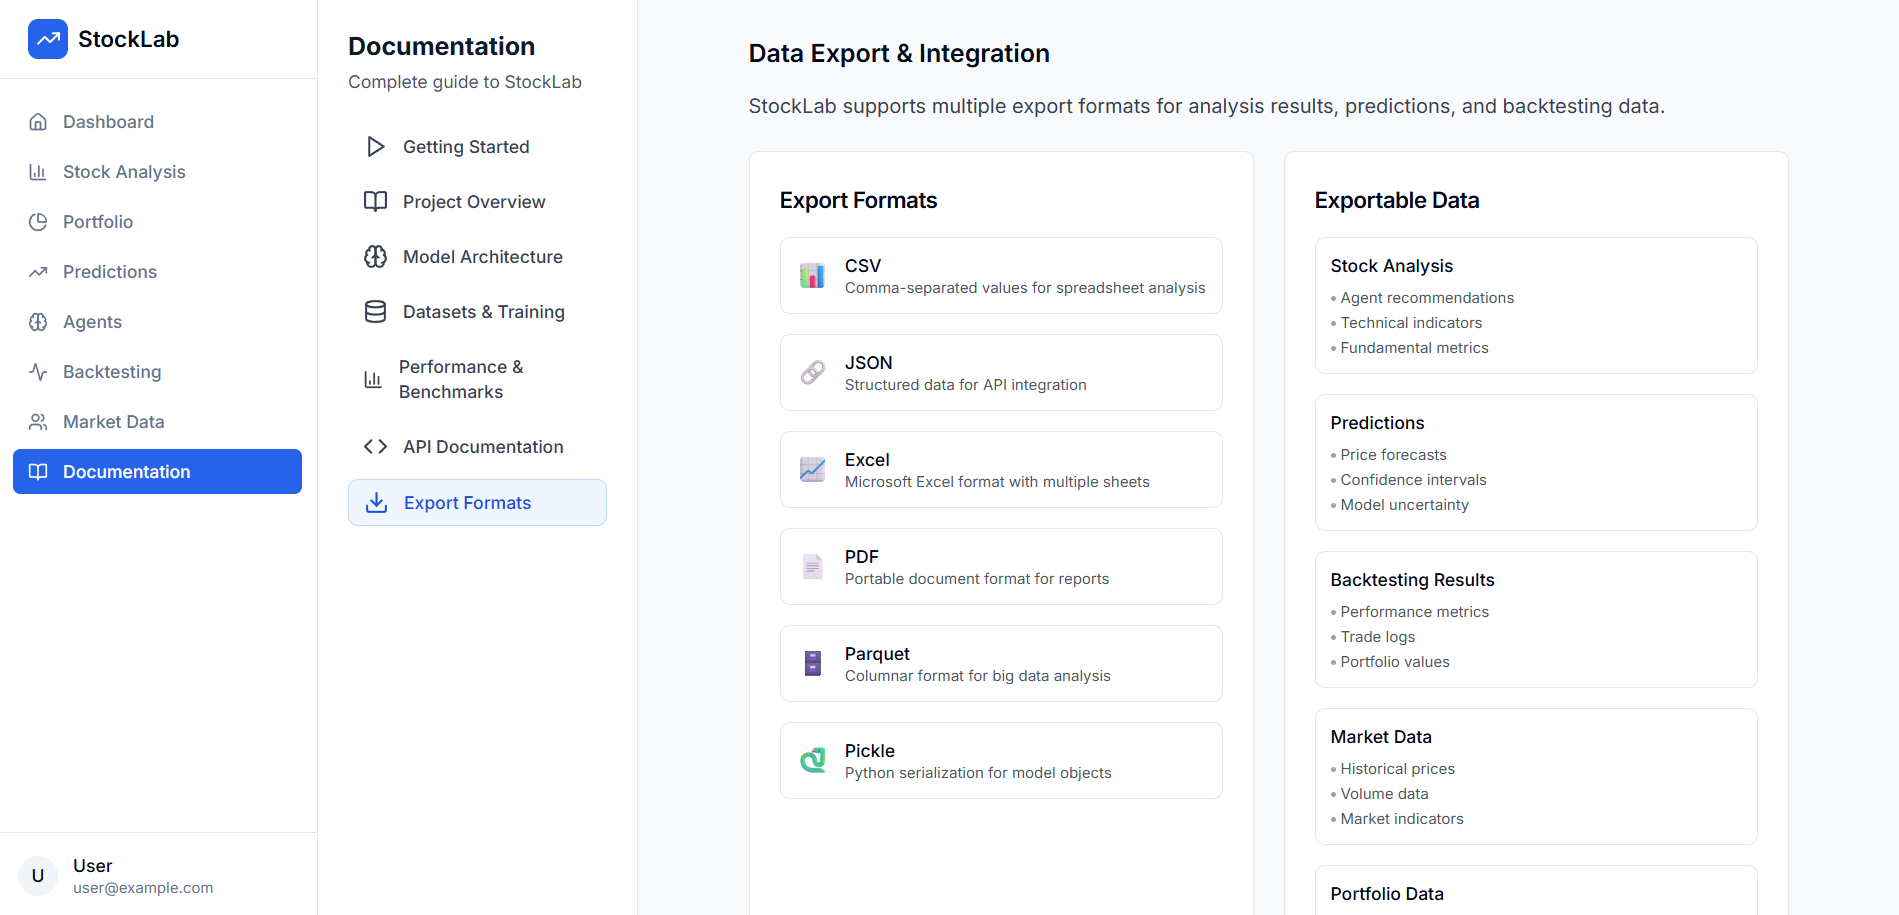 StockLab
Dashboard
Stock Analysis
Portfolio
Predictions
Agents
Backtesting
Market Data
Documentation
U
User
user@example.com
Documentation
Complete guide to StockLab
Getting Started
Project Overview
Model Architecture
Datasets & Training
Performance &
Benchmarks
API Documentation
Export Formats
Data Export & Integration
StockLab supports multiple export formats for analysis results, predictions, and backtesting data.
Export Formats
CSV
Comma-separated values for spreadsheet analysis
JSON
Structured data for API integration
Excel
Microsoft Excel format with multiple sheets
PDF
Portable document format for reports
Parquet
Columnar format for big data analysis
Pickle
Python serialization for model objects
Exportable Data
Stock Analysis
• Agent recommendations
• Technical indicators
• Fundamental metrics
Predictions
• Price forecasts
• Confidence intervals
• Model uncertainty
Backtesting Results
• Performance metrics
• Trade logs
• Portfolio values
Market Data
• Historical prices
• Volume data
• Market indicators
Portfolio Data